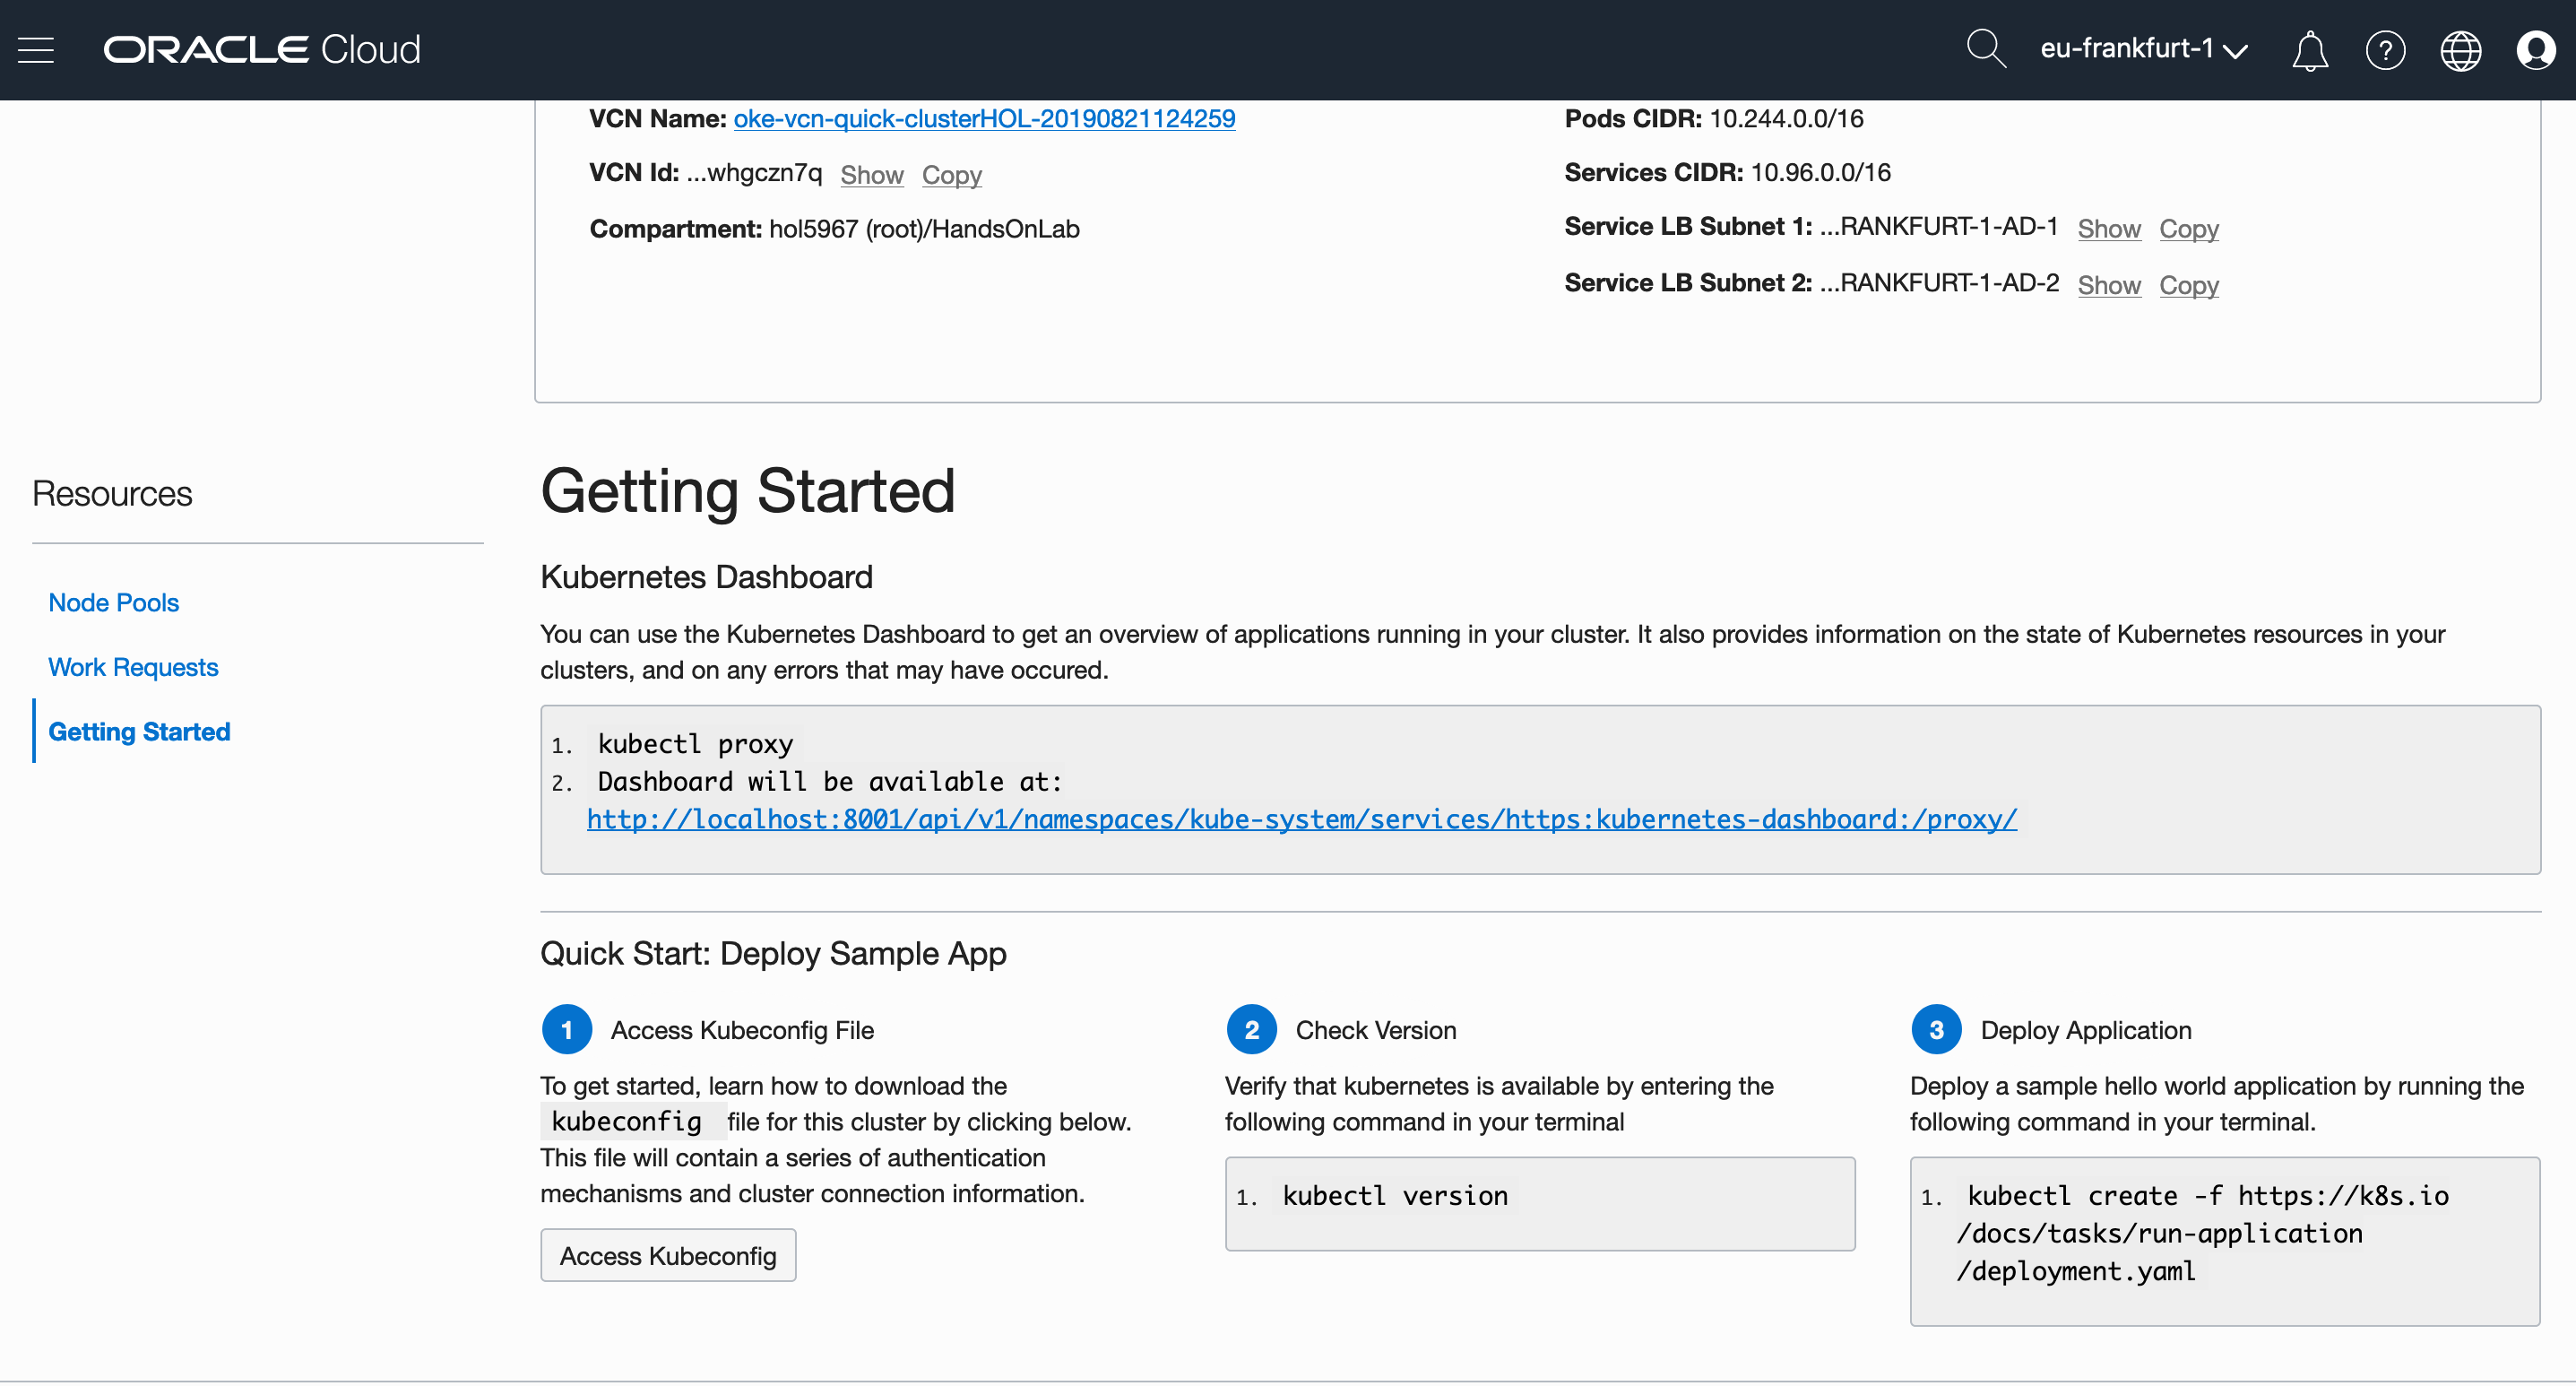 ORACLE Cloud
eu-frankfurt-1
VCN Name: oke-vcn-quick-clusterHOL-20190821124259
VCN Id: ...whgczn7q Show Copy
Compartment: hol5967 (root)/HandsOnLab
Pods CIDR: 10.244.0.0/16
Services CIDR: 10.96.0.0/16
Service LB Subnet 1: ...RANKFURT-1-AD-1 Show Copy
Service LB Subnet 2: ...RANKFURT-1-AD-2 Show Copy
Resources
Node Pools
Work Requests
Getting Started
Getting Started
Kubernetes Dashboard
You can use the Kubernetes Dashboard to get an overview of applications running in your cluster. It also provides information on the state of Kubernetes resources in your
clusters, and on any errors that may have occured.
1. kubectl proxy
2. Dashboard will be available at:
http://localhost:8001/api/v1/namespaces/kube-system/services/https:kubernetes-dashboard:/proxy/
Quick Start: Deploy Sample App
1 Access Kubeconfig File
To get started, learn how to download the
kubeconfig file for this cluster by clicking below.
This file will contain a series of authentication
mechanisms and cluster connection information.
Access Kubeconfig
2 Check Version
Verify that kubernetes is available by entering the
following command in your terminal
1. kubectl version
3 Deploy Application
Deploy a sample hello world application by running the
following command in your terminal.
1. kubectl create -f https://k8s.io
/docs/tasks/run-application
/deployment.yaml